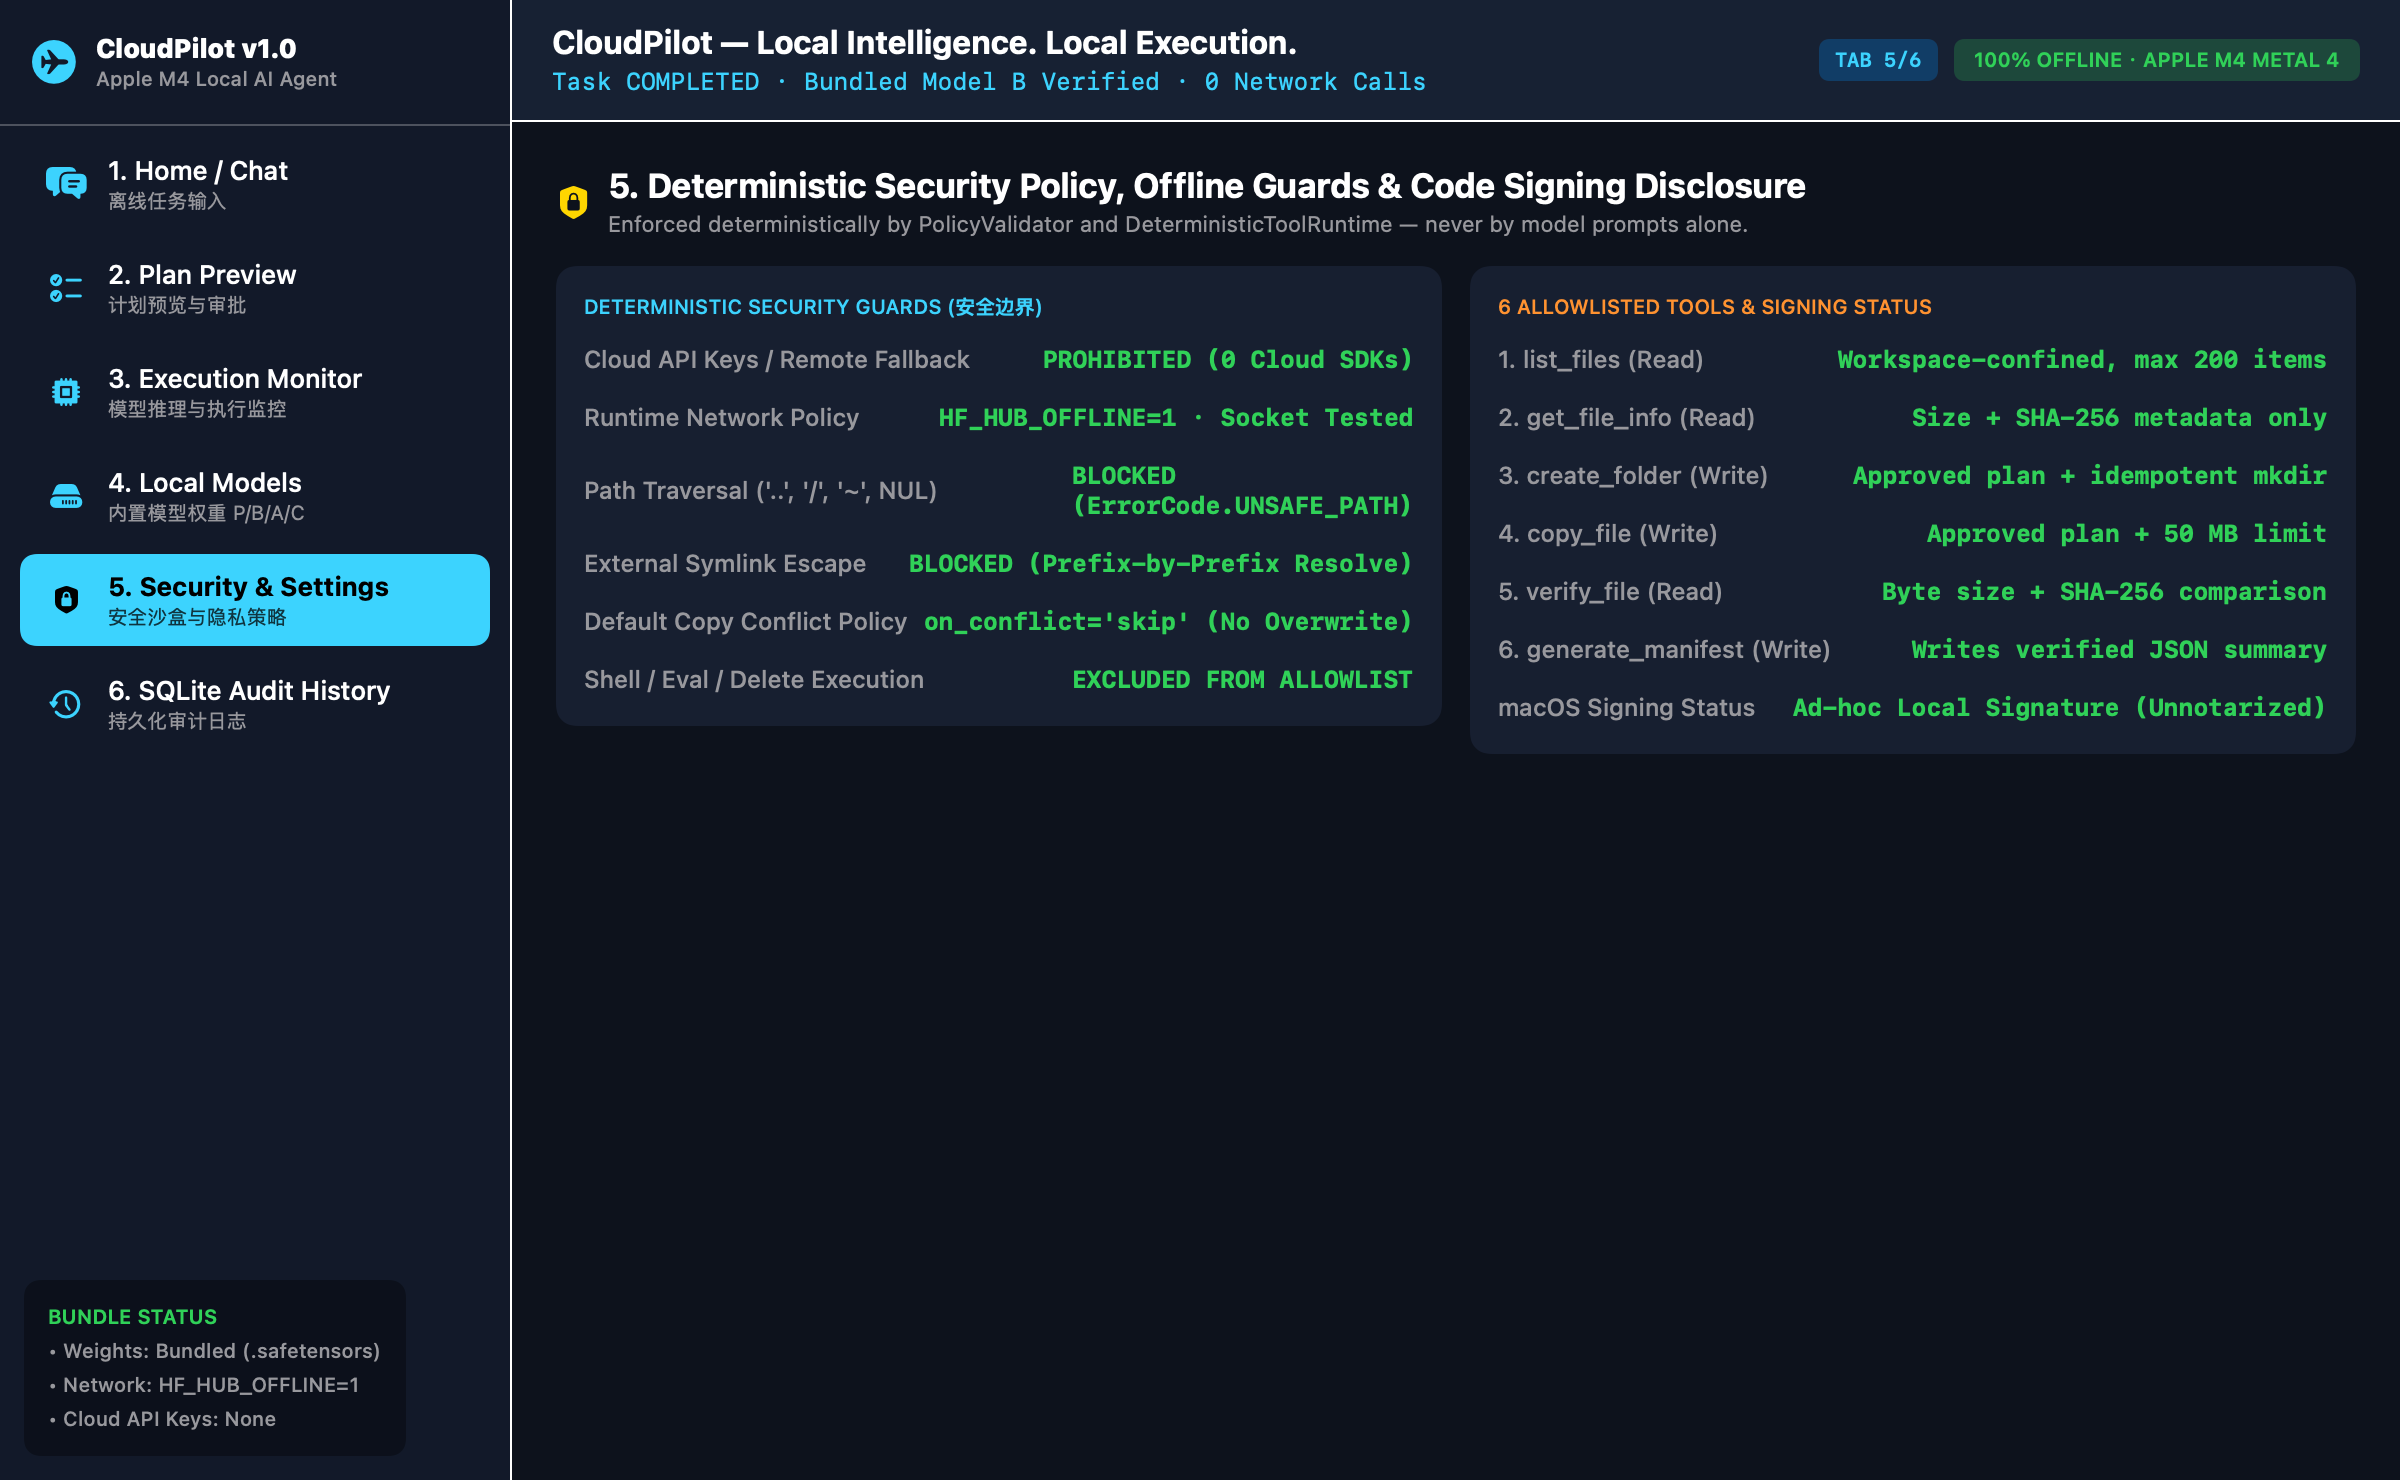 CloudPilot v1.0
Apple M4 Local AI Agent
1. Home / Chat
离线任务输入
2. Plan Preview
计划预览与审批
3. Execution Monitor
模型推理与执行监控
4. Local Models
内置模型权重 P/B/A/C
5. Security & Settings
安全沙盒与隐私策略
6. SQLite Audit History
持久化审计日志
BUNDLE STATUS
• Weights: Bundled (.safetensors)
• Network: HF_HUB_OFFLINE=1
• Cloud API Keys: None
CloudPilot — Local Intelligence. Local Execution.
Task COMPLETED · Bundled Model B Verified · 0 Network Calls
TAB 5/6
100% OFFLINE · APPLE M4 METAL 4
5. Deterministic Security Policy, Offline Guards & Code Signing Disclosure
Enforced deterministically by PolicyValidator and DeterministicToolRuntime — never by model prompts alone.
DETERMINISTIC SECURITY GUARDS (安全边界)
Cloud API Keys / Remote Fallback PROHIBITED (0 Cloud SDKs)
Runtime Network Policy HF_HUB_OFFLINE=1 · Socket Tested
Path Traversal ('..', '/', '~', NUL) BLOCKED
(ErrorCode.UNSAFE_PATH)
External Symlink Escape BLOCKED (Prefix-by-Prefix Resolve)
Default Copy Conflict Policy on_conflict='skip' (No Overwrite)
Shell / Eval / Delete Execution EXCLUDED FROM ALLOWLIST
6 ALLOWLISTED TOOLS & SIGNING STATUS
1. list_files (Read) Workspace-confined, max 200 items
2. get_file_info (Read) Size + SHA-256 metadata only
3. create_folder (Write) Approved plan + idempotent mkdir
4. copy_file (Write) Approved plan + 50 MB limit
5. verify_file (Read) Byte size + SHA-256 comparison
6. generate_manifest (Write) Writes verified JSON summary
macOS Signing Status Ad-hoc Local Signature (Unnotarized)